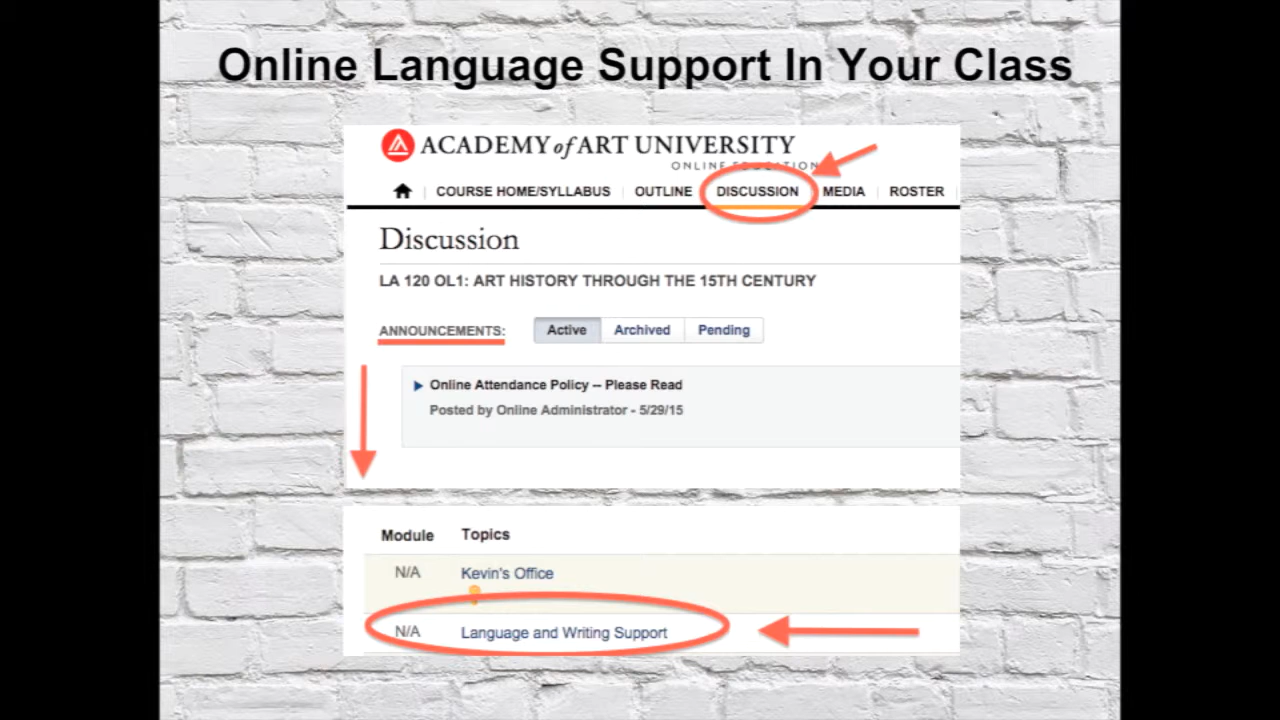 Online Language Support In Your Class
ACADEMY of ART UNIVERSITY
ONLINE EDUCATION
COURSE HOME/SYLLABUS OUTLINE DISCUSSION MEDIA ROSTER
Discussion
LA 120 OL1: ART HISTORY THROUGH THE 15TH CENTURY
ANNOUNCEMENTS: Active Archived Pending
Online Attendance Policy -- Please Read
Posted by Online Administrator - 5/29/15
Module Topics
N/A Kevin's Office
N/A Language and Writing Support